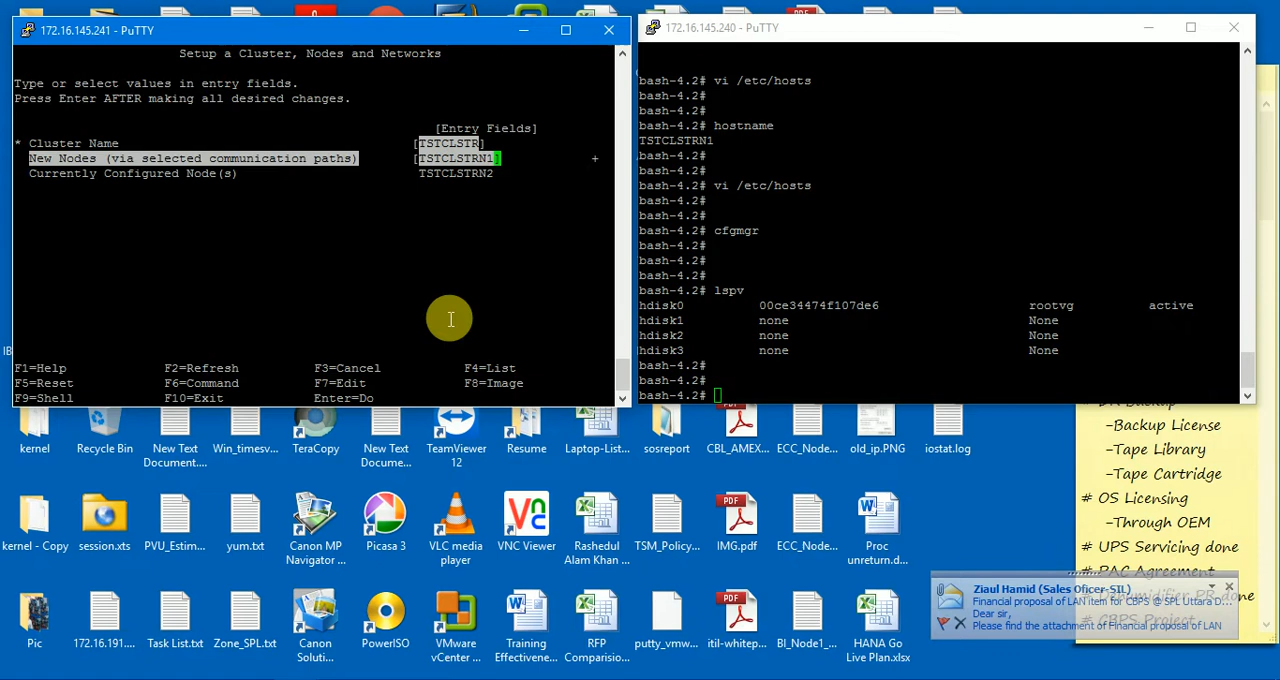 172.16.145.241 - PuTTY
Setup a Cluster, Nodes and Networks
Type or select values in entry fields.
Press Enter AFTER making all desired changes.
[Entry Fields]
* Cluster Name [TSTCLSTR]
New Nodes (via selected communication paths) [TSTCLSTRN1] +
Currently Configured Node(s) TSTCLSTRN2
F1=Help F2=Refresh F3=Cancel F4=List
F5=Reset F6=Command F7=Edit F8=Image
F9=Shell F10=Exit Enter=Do
172.16.145.240 - PuTTY
bash-4.2# vi /etc/hosts
bash-4.2#
bash-4.2#
bash-4.2# hostname
TSTCLSTRN1
bash-4.2#
bash-4.2#
bash-4.2# vi /etc/hosts
bash-4.2#
bash-4.2#
bash-4.2# cfgmgr
bash-4.2#
bash-4.2#
bash-4.2#
bash-4.2# lspv
hdisk0 00ce34474f107de6 rootvg active
hdisk1 none None
hdisk2 none None
hdisk3 none None
bash-4.2#
bash-4.2#
bash-4.2#
kernel
Recycle Bin
New Text
Document....
Win_timesv...
TeraCopy
New Text
Docume...
TeamViewer
12
Resume
Laptop-List...
sosreport
CBL_AMEX...
ECC_Node...
old_ip.PNG
iostat.log
kernel - Copy
session.xts
PVU_Estim...
yum.txt
Canon MP
Navigator ...
Picasa 3
VLC media
player
VNC Viewer
Rashedul
Alam Khan ...
TSM_Policy...
IMG.pdf
ECC_Node...
Proc
unreturn.d...
Pic
172.16.191....
Task List.txt
Zone_SPL.txt
Canon
Soluti...
PowerISO
VMware
vCenter ...
Training
Effectivene...
RFP
Comparision...
putty_vmw...
itil-whitep...
BI_Node1_...
HANA Go
Live Plan.xlsx
-Backup License
-Tape Library
-Tape Cartridge
# OS Licensing
-Through OEM
# UPS Servicing done
# PAC Agreement
Ziaul Hamid (Sales Oficer-SIL)
Financial proposal of LAN item for CBPS @ SPL Uttara D...
Dear sir,
Please find the attachment of Financial proposal of LAN